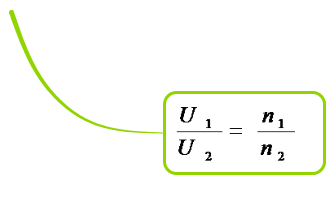 U₁/U₂ = n₁/n₂